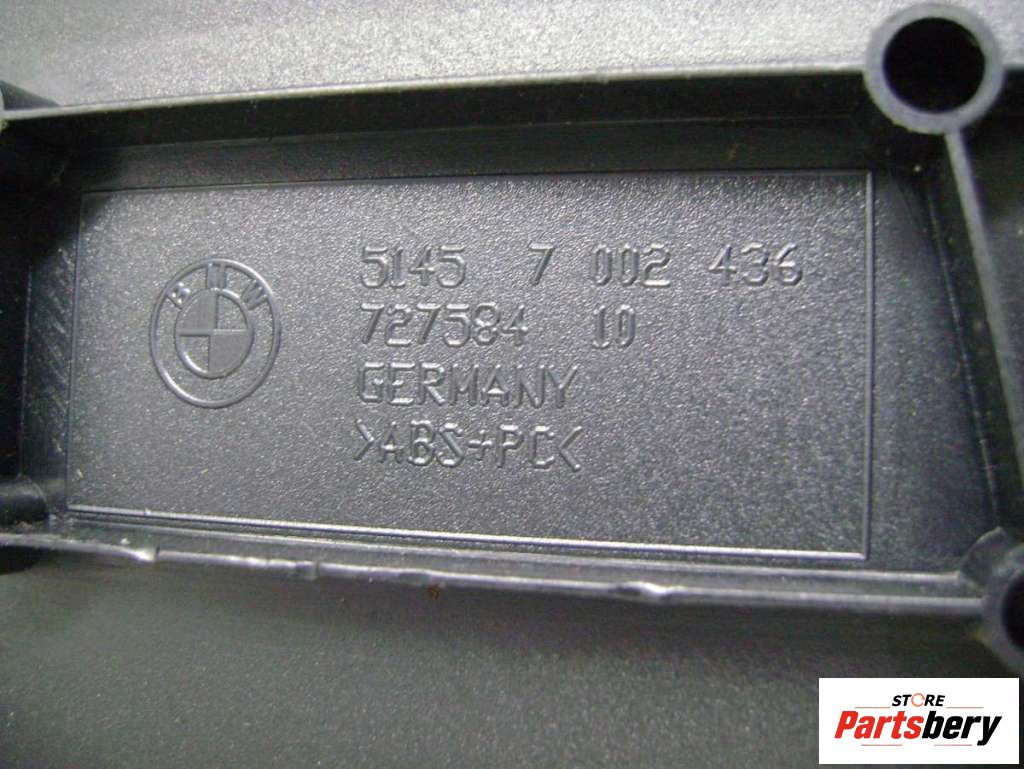 BMW
5145 7 002 436
727584 10
GERMANY
>ABS+PC<
STORE
Partsbery